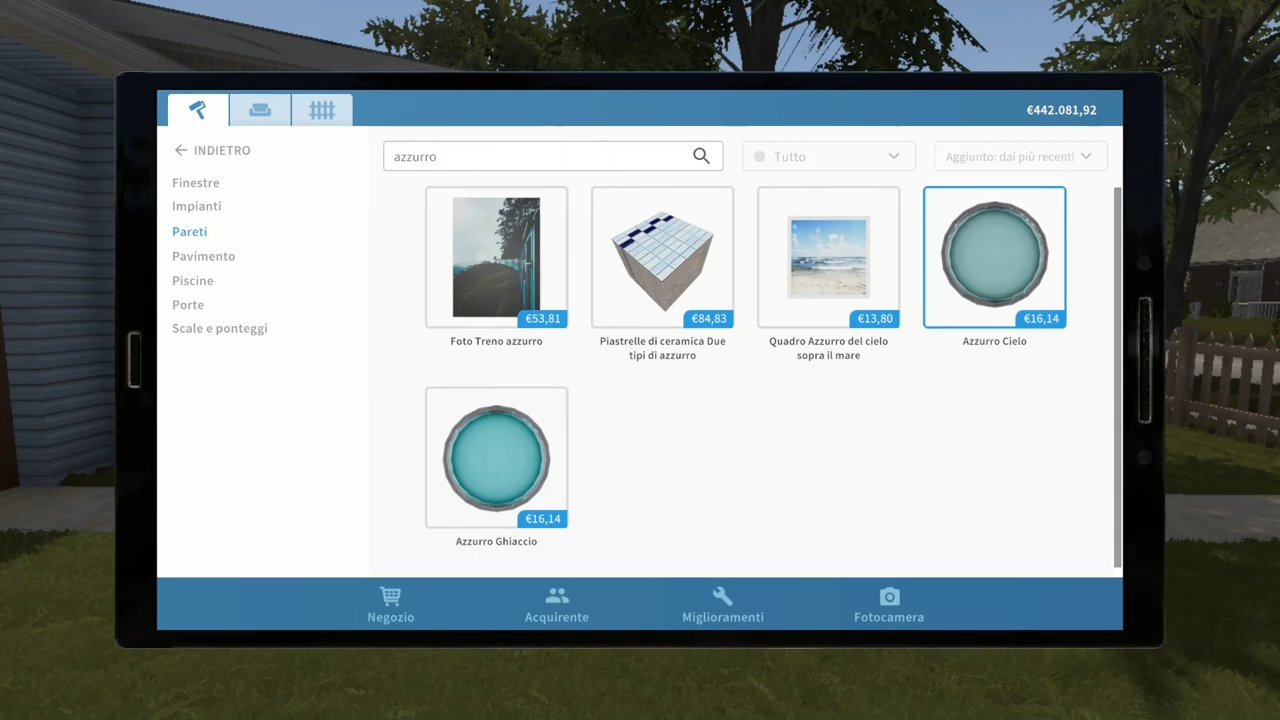 €442.081,92
INDIETRO
azzurro
Tutto
Aggiunto: dai più recenti
Finestre
Impianti
Pareti
Pavimento
Piscine
Porte
Scale e ponteggi
€53,81
€84,83
€13,80
€16,14
Foto Treno azzurro
Piastrelle di ceramica Due
tipi di azzurro
Quadro Azzurro del cielo
sopra il mare
Azzurro Cielo
€16,14
Azzurro Ghiaccio
Negozio
Acquirente
Miglioramenti
Fotocamera